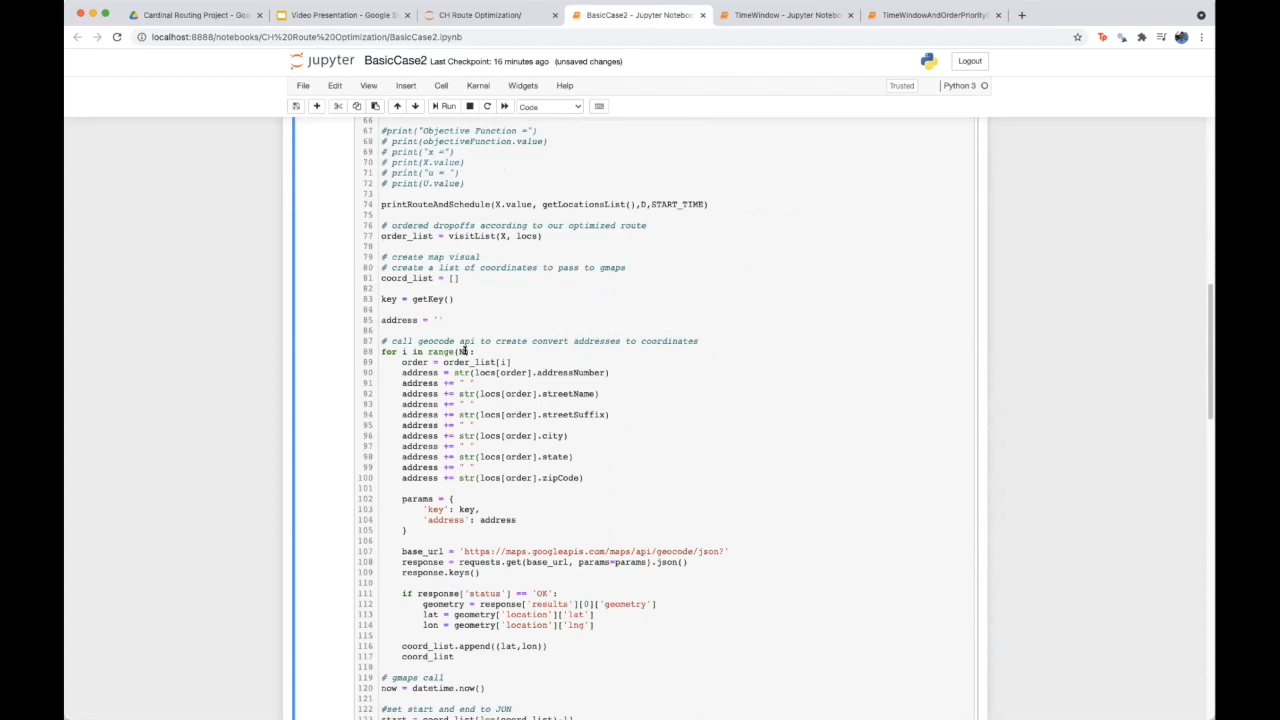 Cardinal Routing Project - Goo
Video Presentation - Google S
CH Route Optimization/
BasicCase2 - Jupyter Noteboo
TimeWindow - Jupyter Notebo
TimeWindowAndOrderPriority
localhost:8888/notebooks/CH%20Route%20Optimization/BasicCase2.ipynb
jupyter BasicCase2 Last Checkpoint: 16 minutes ago (unsaved changes)
Logout
File Edit View Insert Cell Kernel Widgets Help
Trusted Python 3
Run Code
66
67 #print("Objective Function =")
68 # print(objectiveFunction.value)
69 # print("x =")
70 # print(X.value)
71 # print("u = ")
72 # print(U.value)
73
74 printRouteAndSchedule(X.value, getLocationsList(),D,START_TIME)
75
76 # ordered dropoffs according to our optimized route
77 order_list = visitList(X, locs)
78
79 # create map visual
80 # create a list of coordinates to pass to gmaps
81 coord_list = []
82
83 key = getKey()
84
85 address = ''
86
87 # call geocode api to create convert addresses to coordinates
88 for i in range(N):
89 order = order_list[i]
90 address = str(locs[order].addressNumber)
91 address += " "
92 address += str(locs[order].streetName)
93 address += " "
94 address += str(locs[order].streetSuffix)
95 address += " "
96 address += str(locs[order].city)
97 address += " "
98 address += str(locs[order].state)
99 address += " "
100 address += str(locs[order].zipCode)
101
102 params = {
103 'key': key,
104 'address': address
105 }
106
107 base_url = 'https://maps.googleapis.com/maps/api/geocode/json?'
108 response = requests.get(base_url, params=params).json()
109 response.keys()
110
111 if response['status'] == 'OK':
112 geometry = response['results'][0]['geometry']
113 lat = geometry['location']['lat']
114 lon = geometry['location']['lng']
115
116 coord_list.append((lat,lon))
117 coord_list
118
119 # gmaps call
120 now = datetime.now()
121
122 #set start and end to JON
123 start = coord_list[len(coord_list)-1]